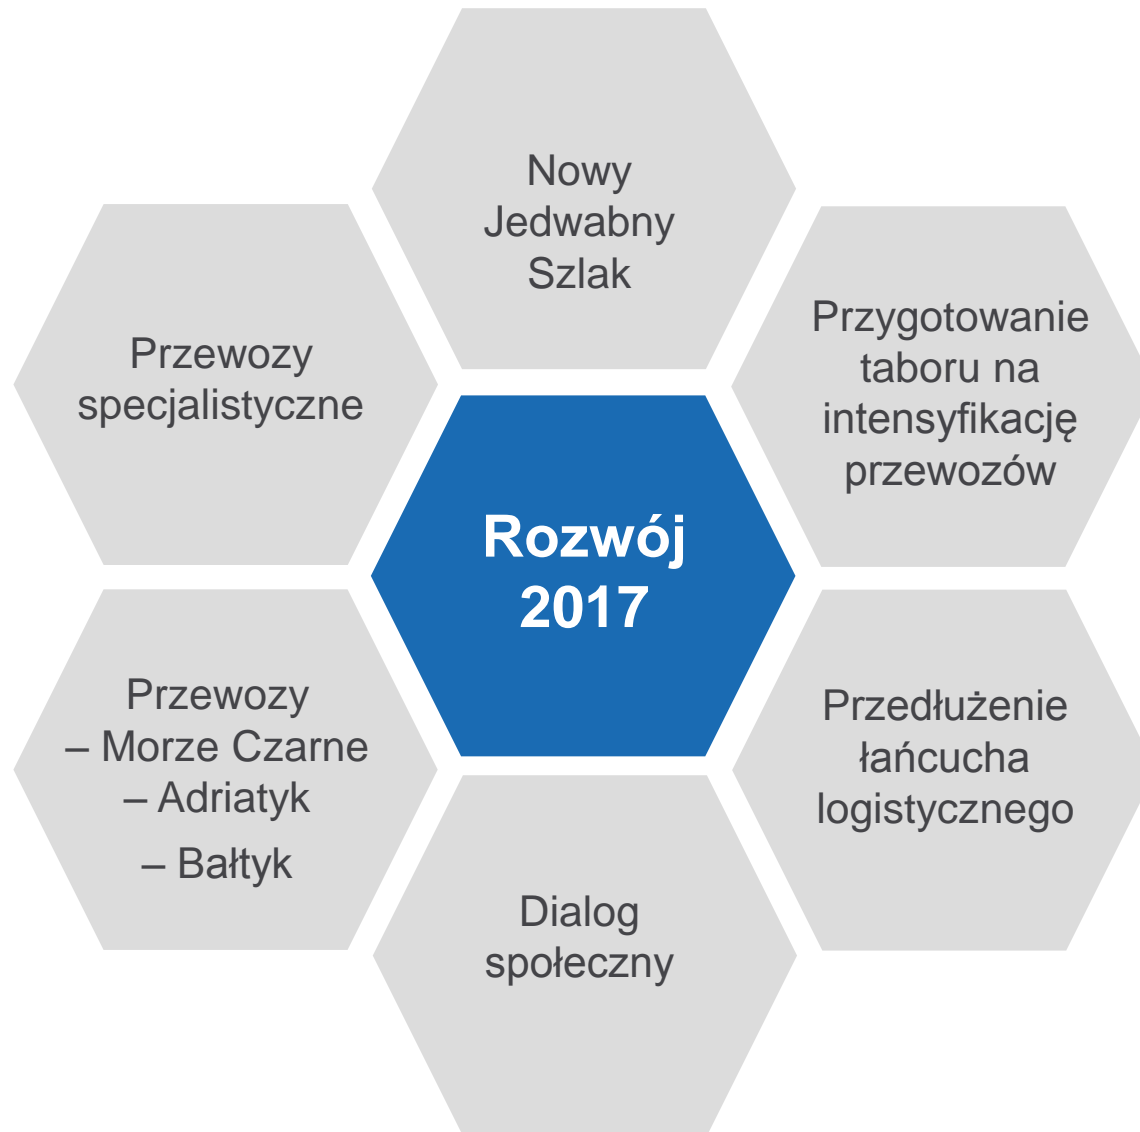 Nowy
Jedwabny
Szlak
Przewozy
specjalistyczne
Przygotowanie
taboru na
intensyfikację
przewozów
Rozwój
2017
Przewozy
– Morze Czarne
– Adriatyk
– Bałtyk
Przedłużenie
łańcucha
logistycznego
Dialog
społeczny